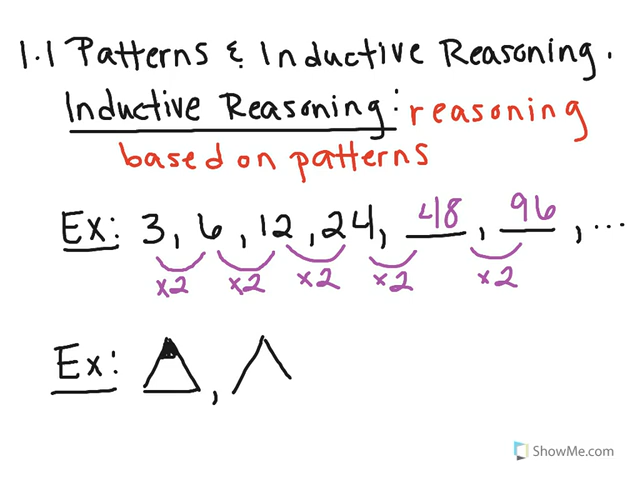 1.1 Patterns & Inductive Reasoning.
Inductive Reasoning: reasoning
based on patterns
Ex: 3, 6, 12, 24, 48, 96, ...
x2 x2 x2 x2 x2
Ex: ,
ShowMe.com